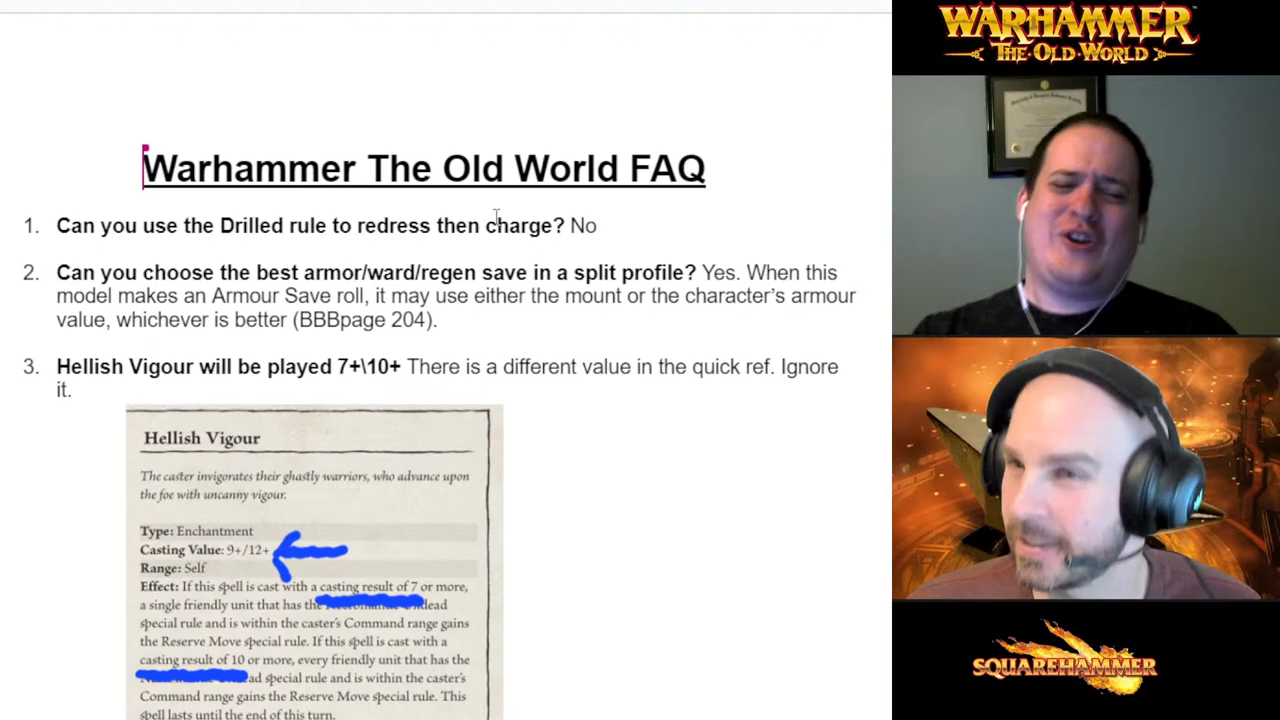 WARHAMMER
THE OLD WORLD
Warhammer The Old World FAQ
1. Can you use the Drilled rule to redress then charge? No
2. Can you choose the best armor/ward/regen save in a split profile? Yes. When this
model makes an Armour Save roll, it may use either the mount or the character's armour
value, whichever is better (BBBpage 204).
3. Hellish Vigour will be played 7+\10+ There is a different value in the quick ref. Ignore
it.
Hellish Vigour
The caster invigorates their ghastly warriors, who advance upon
the foe with uncanny vigour.
Type: Enchantment
Casting Value: 9+/12+
Range: Self
Effect: If this spell is cast with a casting result of 7 or more,
a single friendly unit that has the
special rule and is within the caster's Command range gains
the Reserve Move special rule. If this spell is cast with a
casting result of 10 or more, every friendly unit that has the
special rule and is within the caster's
Command range gains the Reserve Move special rule. This
spell lasts until the end of this turn.
SQUAREHAMMER